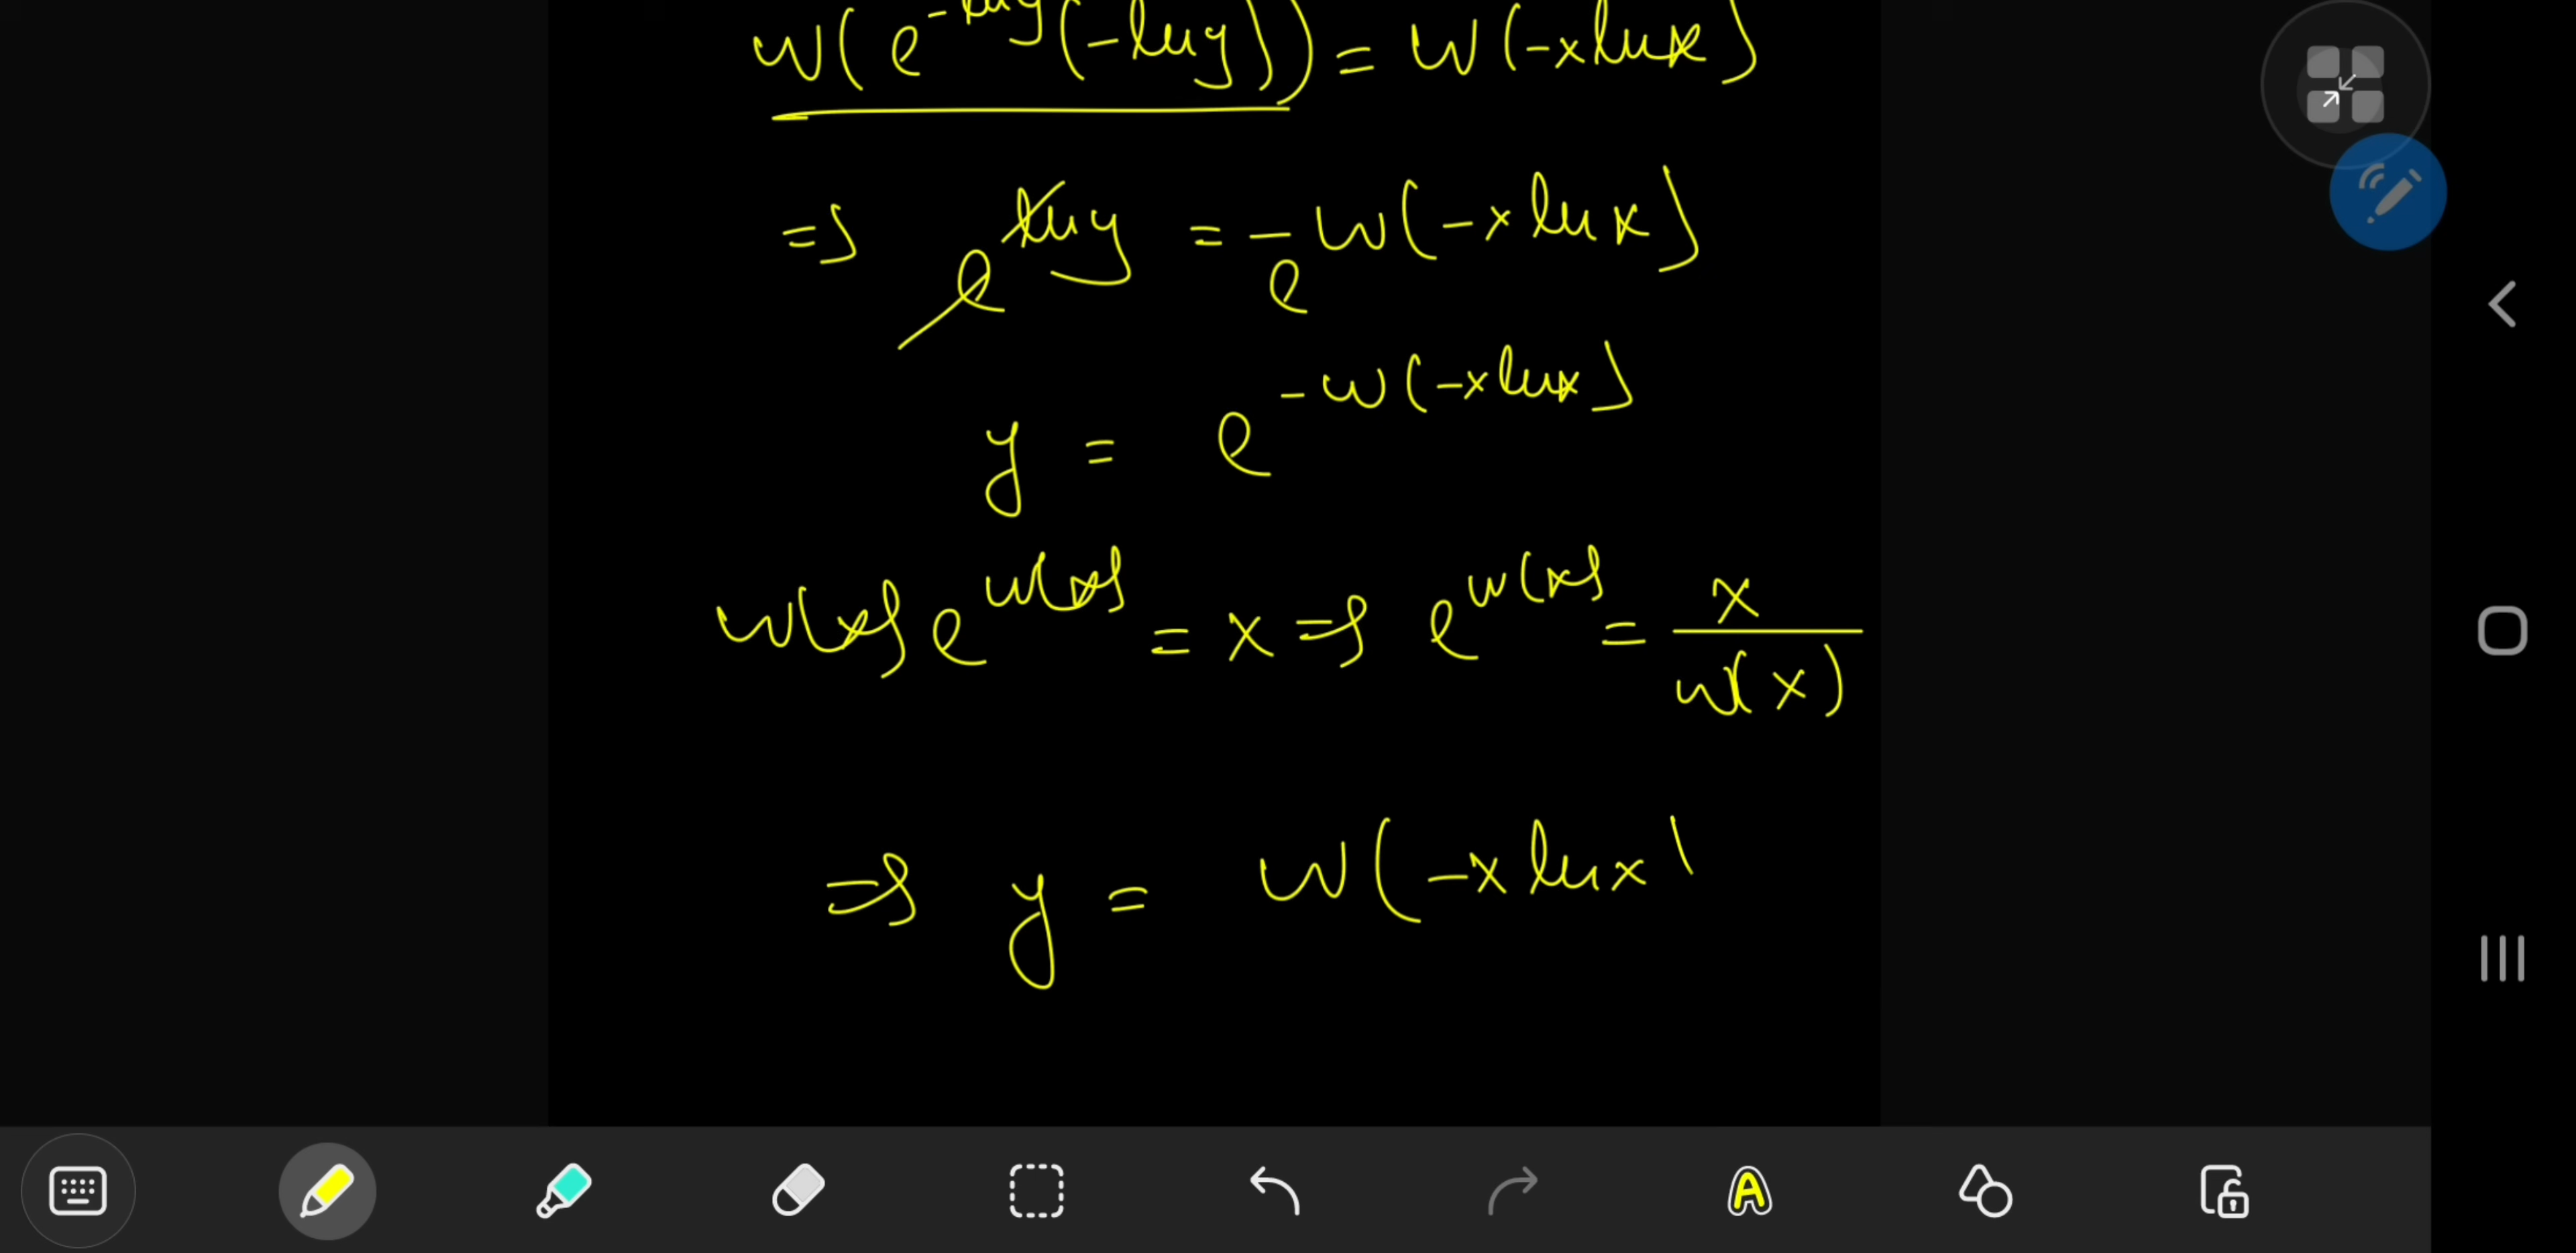 W(e^-lny(-lny)) = W(-xlnx)
=> e^lny = e^-W(-xlnx)
y = e^-W(-xlnx)
W(x)e^W(x) = x => e^W(x) = x/W(x)
=> y = W(-xlnx
A